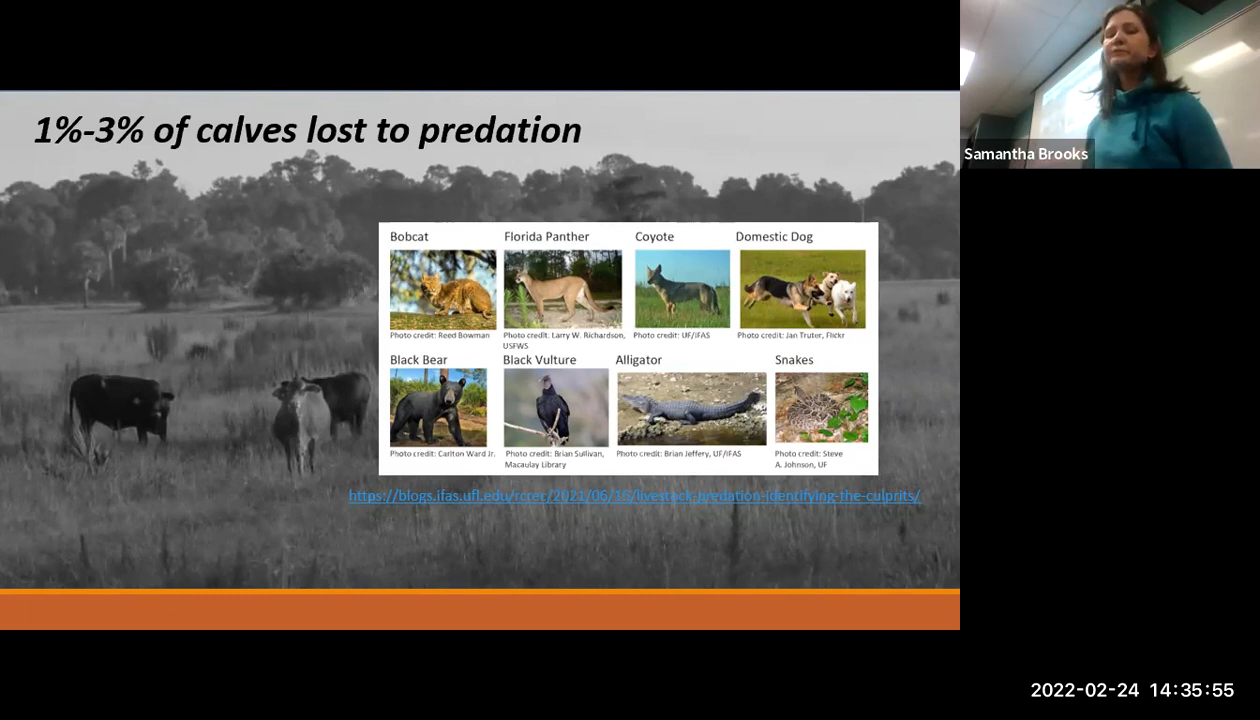 1%-3% of calves lost to predation
Samantha Brooks
Bobcat
Florida Panther
Coyote
Domestic Dog
Photo credit: Reed Bowman
Photo credit: Larry W. Richardson,
USFWS
Photo credit: UF/IFAS
Photo credit: Jan Truter, Flickr
Black Bear
Black Vulture
Alligator
Snakes
Photo credit: Carlton Ward Jr.
Photo credit: Brian Sullivan,
Macaulay Library
Photo credit: Brian Jeffery, UF/IFAS
Photo credit: Steve
A. Johnson, UF
https://blogs.ifas.ufl.edu/rcrec/2021/06/15/livestock-predation-identifying-the-culprits/
2022-02-24 14:35:55